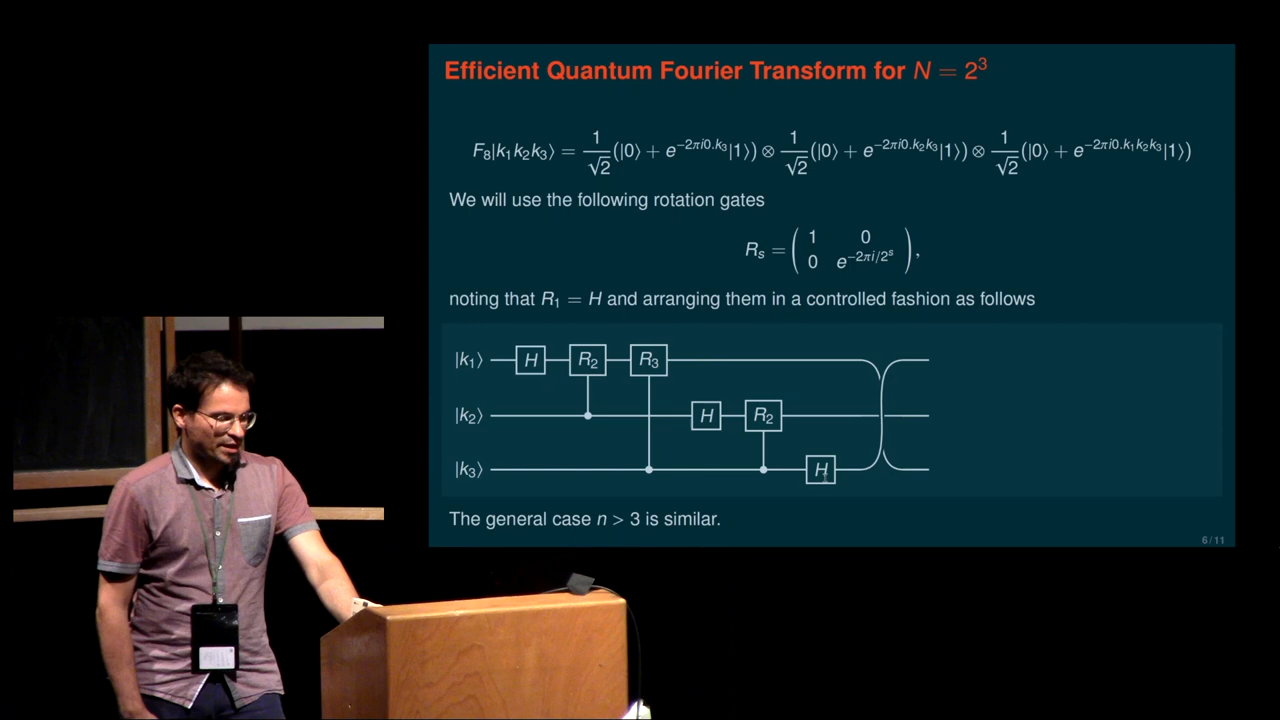 Efficient Quantum Fourier Transform for N = 2³
F₈|k₁k₂k₃⟩ = 1/√2 (|0⟩ + e^{−2πi0.k₃}|1⟩) ⊗ 1/√2 (|0⟩ + e^{−2πi0.k₂k₃}|1⟩) ⊗ 1/√2 (|0⟩ + e^{−2πi0.k₁k₂k₃}|1⟩)
We will use the following rotation gates
R_s = ( 1 0
0 e^{−2πi/2^s} ),
noting that R₁ = H and arranging them in a controlled fashion as follows
|k₁⟩ H R₂ R₃
|k₂⟩ H R₂
|k₃⟩ H
The general case n > 3 is similar.
6 / 11